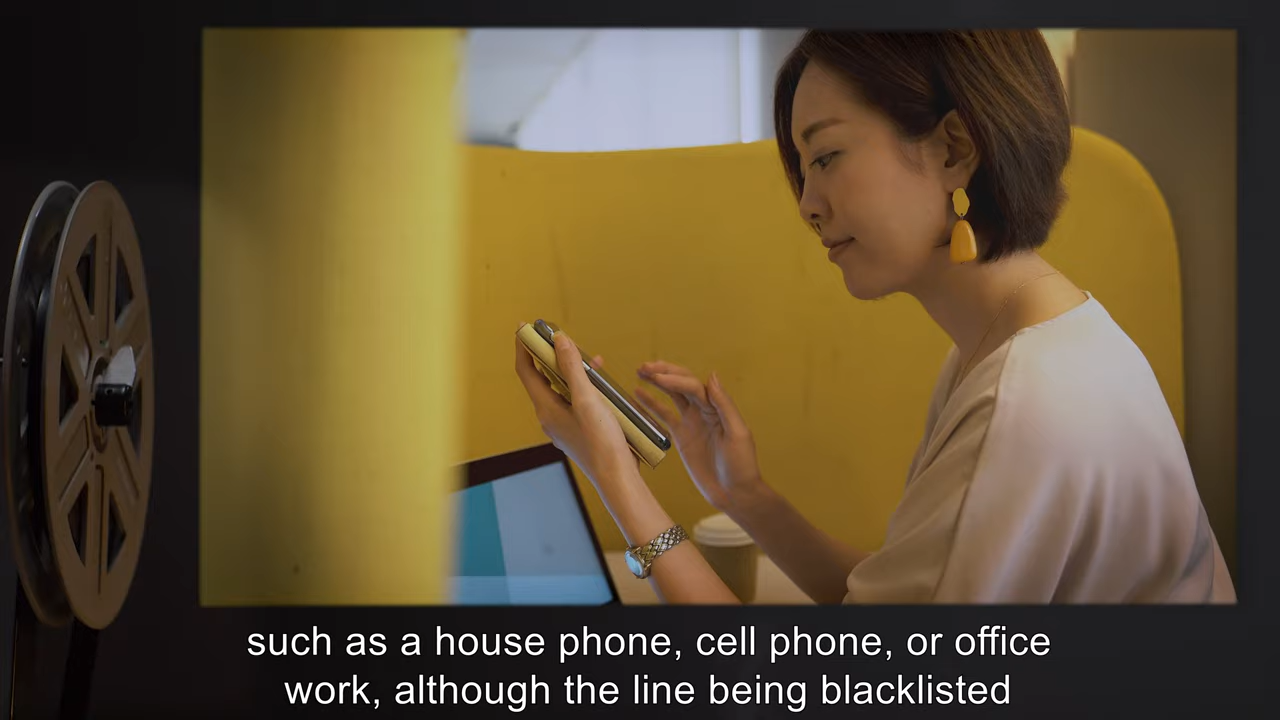 such as a house phone, cell phone, or office
work, although the line being blacklisted